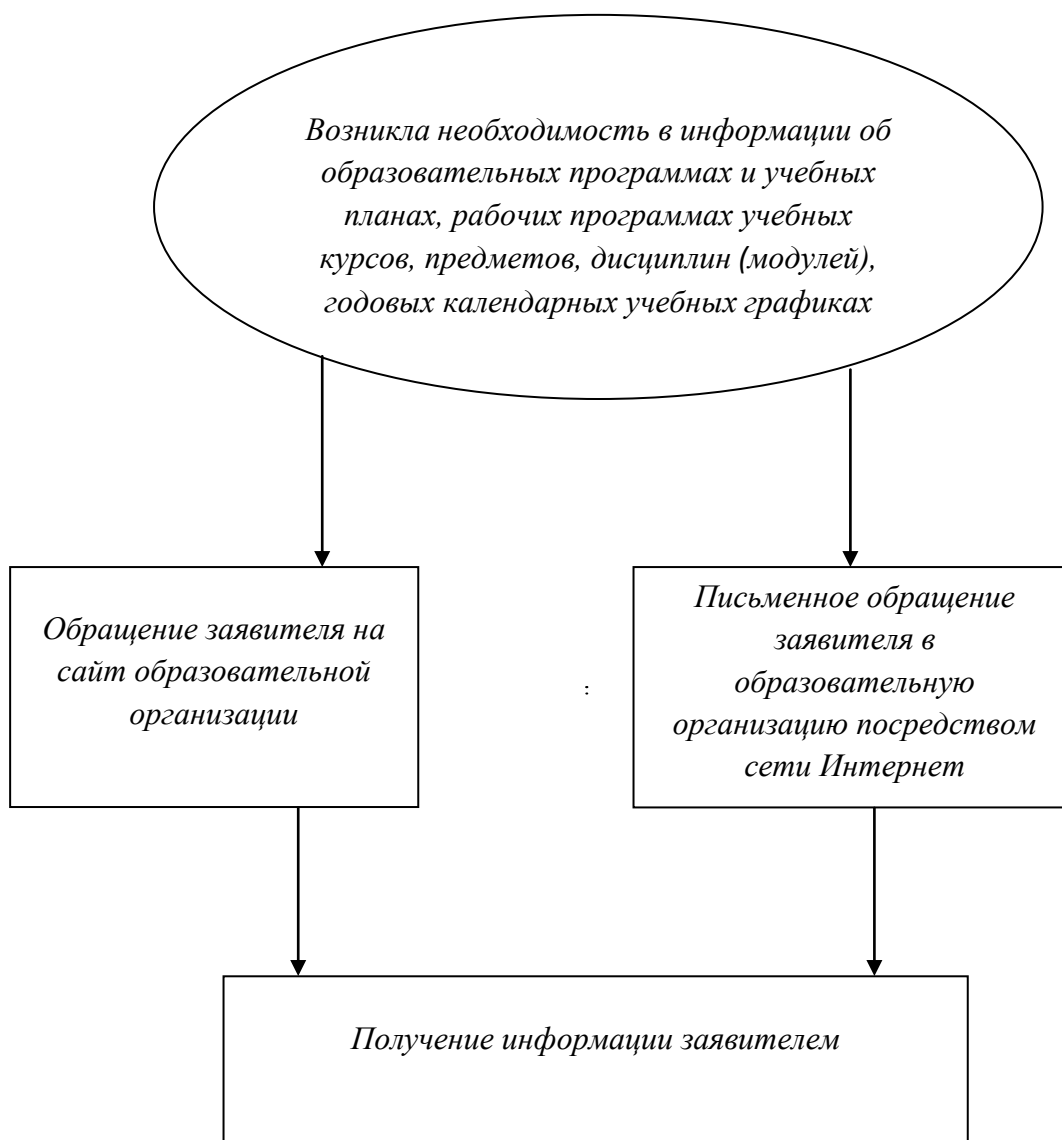 Возникла необходимость в информации об
образовательных программах и учебных
планах, рабочих программах учебных
курсов, предметов, дисциплин (модулей),
годовых календарных учебных графиках
Обращение заявителя на
сайт образовательной
организации
:
Письменное обращение
заявителя в
образовательную
организацию посредством
сети Интернет
Получение информации заявителем